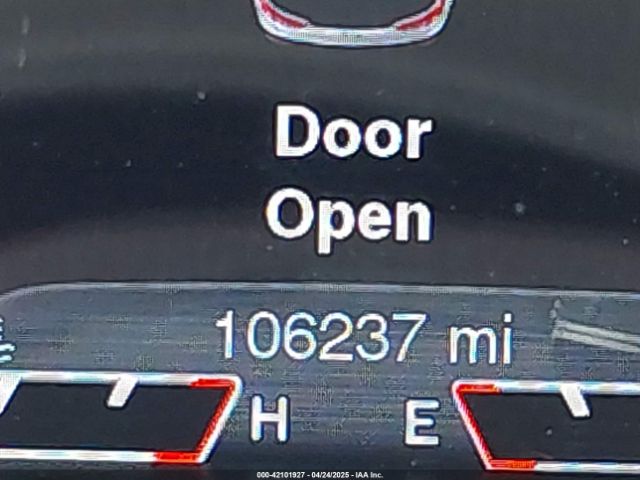 Door
Open
106237 mi
H E
000-42101927 - 04/24/2025 - IAA Inc.